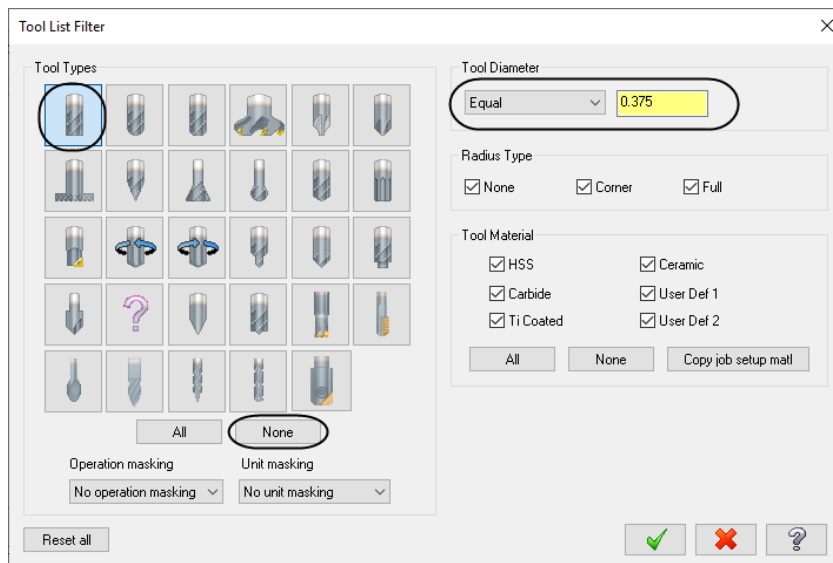 Tool List Filter
Tool Types
All
None
Operation masking
Unit masking
No operation masking
No unit masking
Reset all
Tool Diameter
Equal
0.375
Radius Type
None
Corner
Full
Tool Material
HSS
Ceramic
Carbide
User Def 1
Ti Coated
User Def 2
All
None
Copy job setup matl